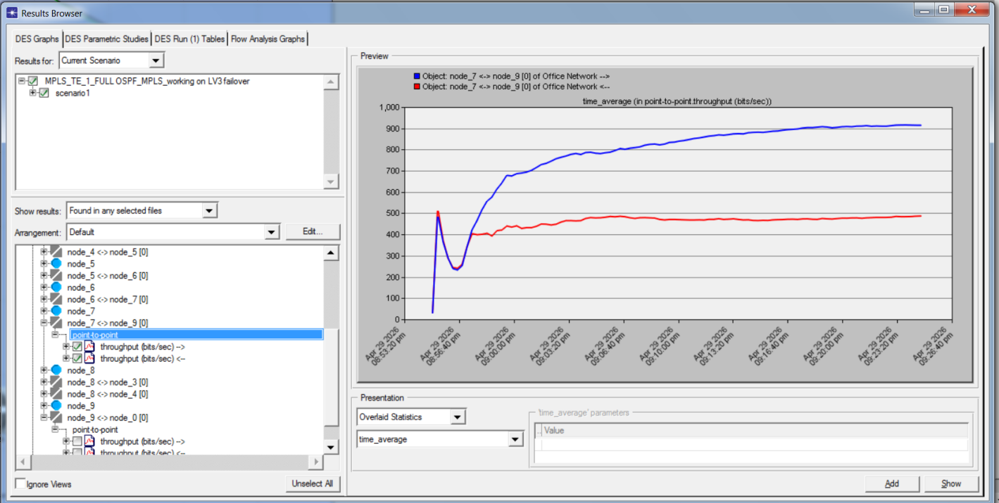 Results Browser
DES Graphs DES Parametric Studies DES Run (1) Tables Flow Analysis Graphs
Results for: Current Scenario
MPLS_TE_1_FULL OSPF_MPLS_working on LV3 failover
scenario1
Show results: Found in any selected files
Arrangement: Default Edit...
node_4 <-> node_5 [0]
node_5
node_5 <-> node_6 [0]
node_6
node_6 <-> node_7 [0]
node_7
node_7 <-> node_9 [0]
point-to-point
throughput (bits/sec) -->
throughput (bits/sec) <--
node_8
node_8 <-> node_3 [0]
node_8 <-> node_4 [0]
node_9
node_9 <-> node_0 [0]
point-to-point
throughput (bits/sec) -->
throughput (bits/sec) <--
Ignore Views Unselect All
Preview
Object: node_7 <-> node_9 [0] of Office Network -->
Object: node_7 <-> node_9 [0] of Office Network <--
time_average (in point-to-point.throughput (bits/sec))
1,000
900
800
700
600
500
400
300
200
100
0
Apr 29 2026
08:53:20 pm
Apr 29 2026
08:56:40 pm
Apr 29 2026
09:00:00 pm
Apr 29 2026
09:03:20 pm
Apr 29 2026
09:06:40 pm
Apr 29 2026
09:10:00 pm
Apr 29 2026
09:13:20 pm
Apr 29 2026
09:16:40 pm
Apr 29 2026
09:20:00 pm
Apr 29 2026
09:23:20 pm
Apr 29 2026
09:26:40 pm
Presentation
Overlaid Statistics
time_average
'time_average' parameters
.. Value
Add Show